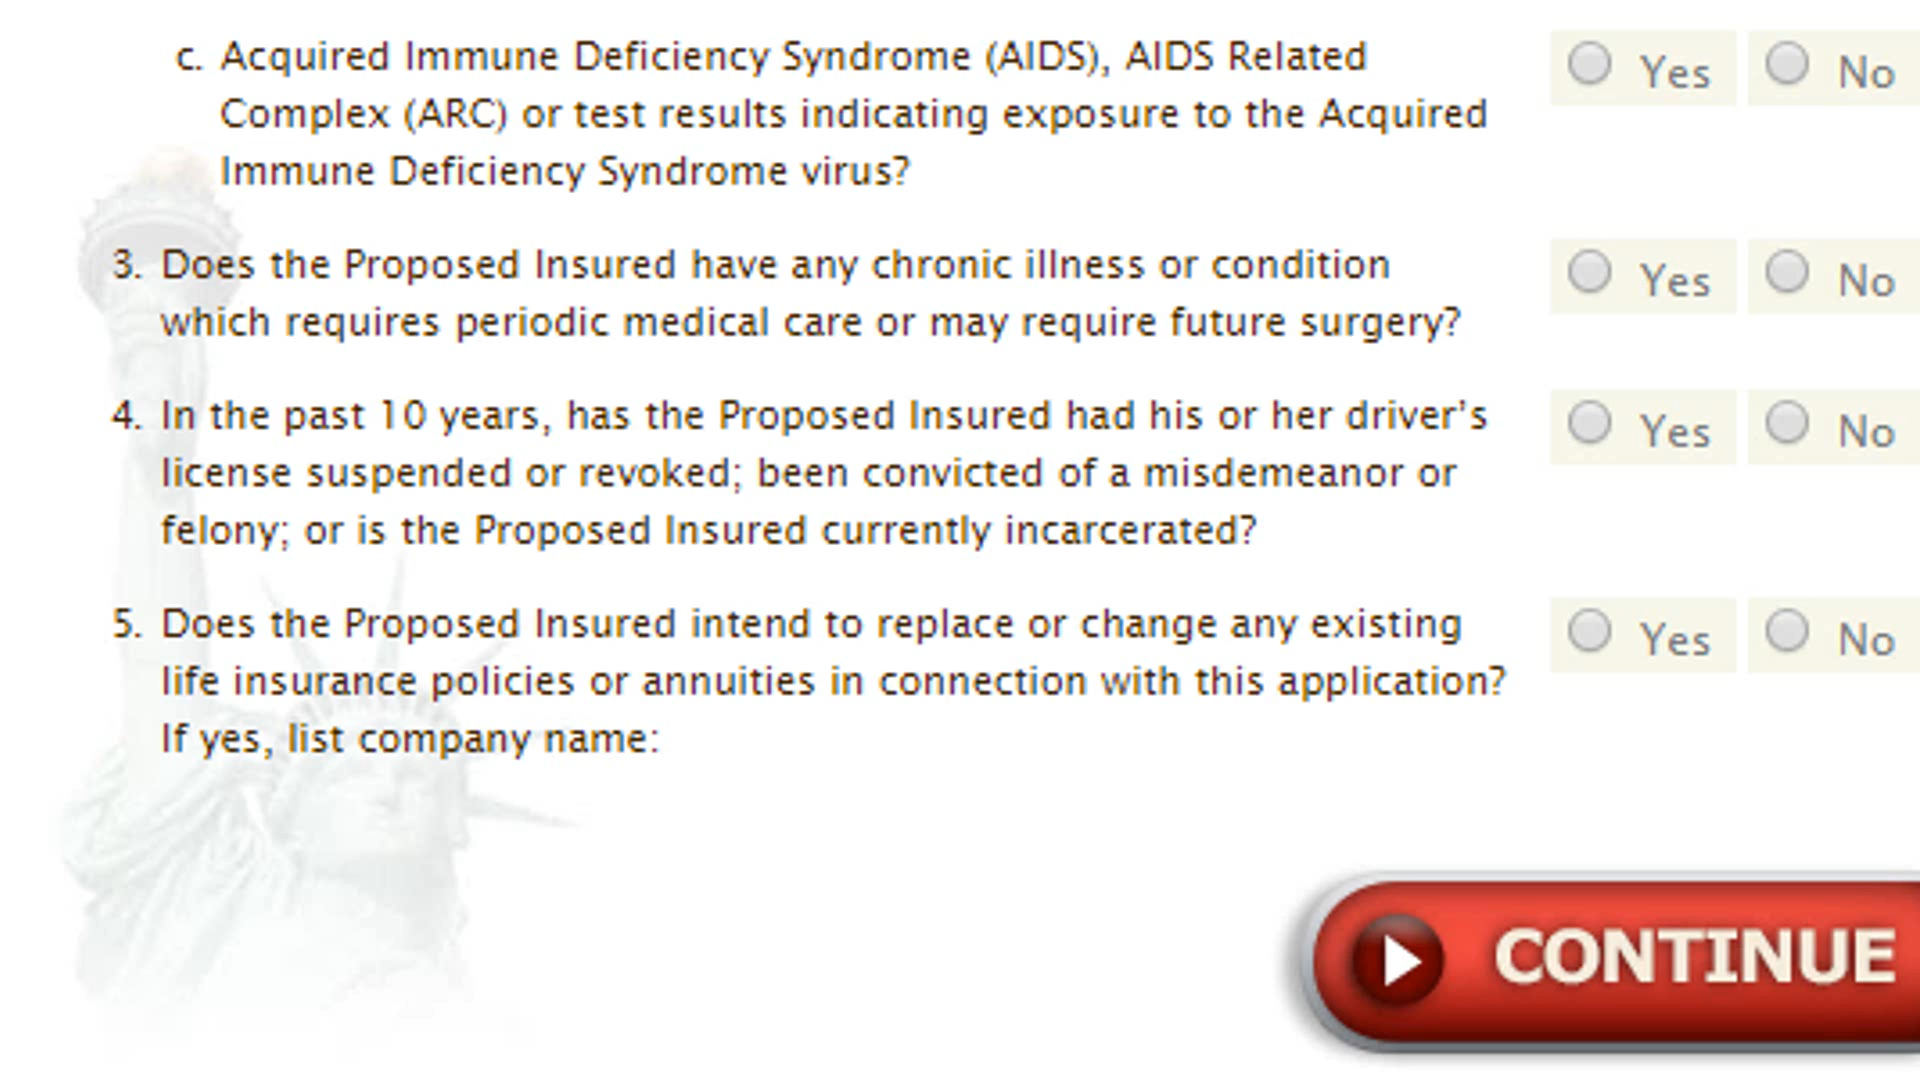 c. Acquired Immune Deficiency Syndrome (AIDS), AIDS Related
Complex (ARC) or test results indicating exposure to the Acquired
Immune Deficiency Syndrome virus?
Yes No
3. Does the Proposed Insured have any chronic illness or condition
which requires periodic medical care or may require future surgery?
Yes No
4. In the past 10 years, has the Proposed Insured had his or her driver's
license suspended or revoked; been convicted of a misdemeanor or
felony; or is the Proposed Insured currently incarcerated?
Yes No
5. Does the Proposed Insured intend to replace or change any existing
life insurance policies or annuities in connection with this application?
If yes, list company name:
Yes No
CONTINUE